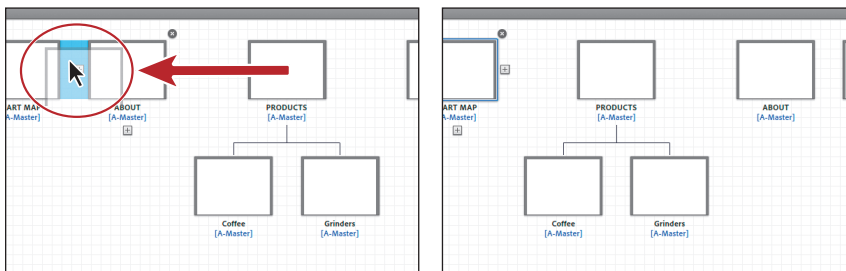 ART MAP
A-Master]
ABOUT
[A-Master]
PRODUCTS
[A-Master]
Coffee
[A-Master]
Grinders
[A-Master]
ART MAP
A-Master]
PRODUCTS
[A-Master]
ABOUT
[A-Master]
Coffee
[A-Master]
Grinders
[A-Master]